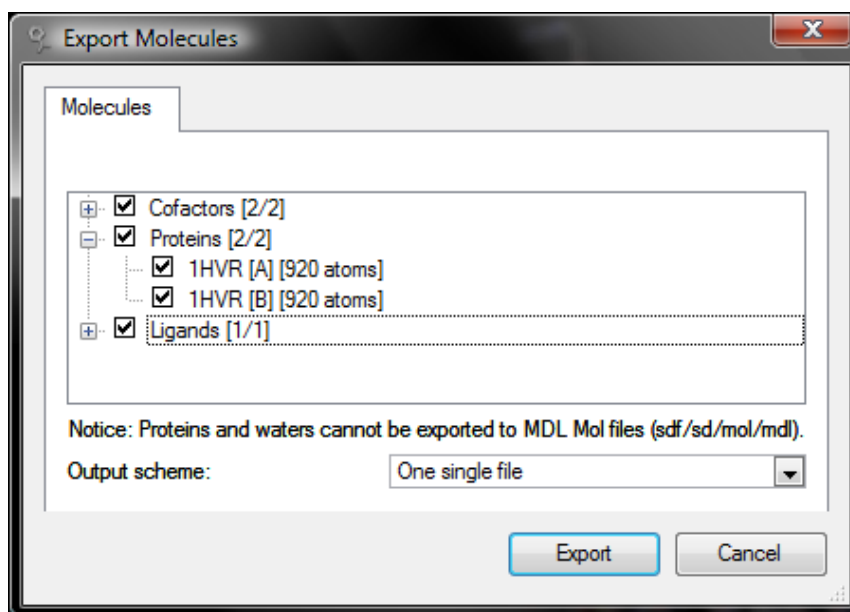 Export Molecules
Molecules
Cofactors [2/2]
Proteins [2/2]
1HVR [A] [920 atoms]
1HVR [B] [920 atoms]
Ligands [1/1]
Notice: Proteins and waters cannot be exported to MDL Mol files (sdf/sd/mol/mdl).
Output scheme: One single file
Export Cancel